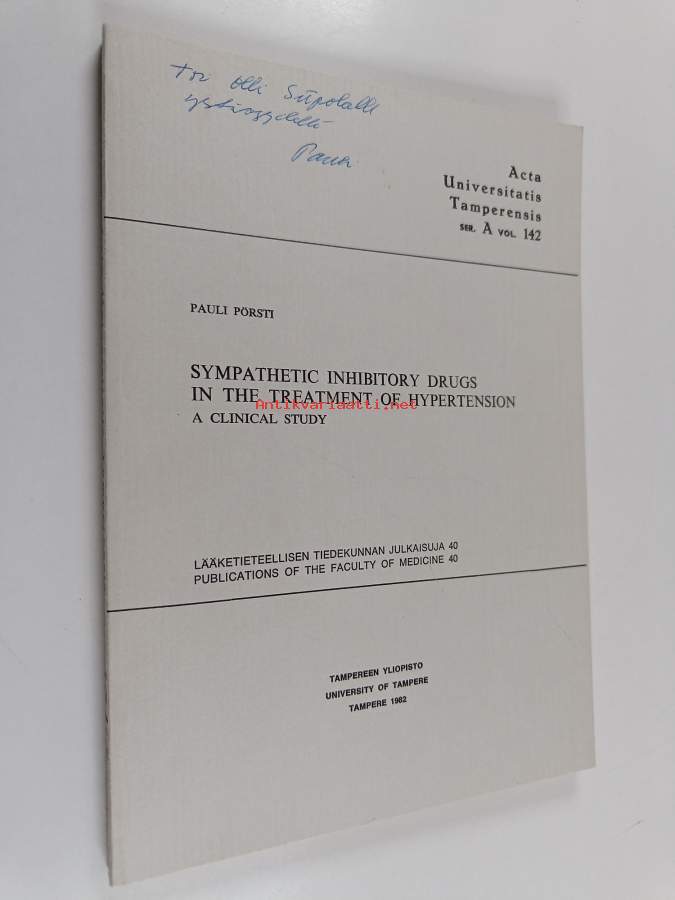 Tor Olli Siipolalle
ystävyydellä
Pauli
Acta
Universitatis
Tamperensis
SER. A VOL. 142
PAULI PÖRSTI
SYMPATHETIC INHIBITORY DRUGS
IN THE TREATMENT OF HYPERTENSION
Antikvariaatti.net
A CLINICAL STUDY
LÄÄKETIETEELLISEN TIEDEKUNNAN JULKAISUJA 40
PUBLICATIONS OF THE FACULTY OF MEDICINE 40
TAMPEREEN YLIOPISTO
UNIVERSITY OF TAMPERE
TAMPERE 1982